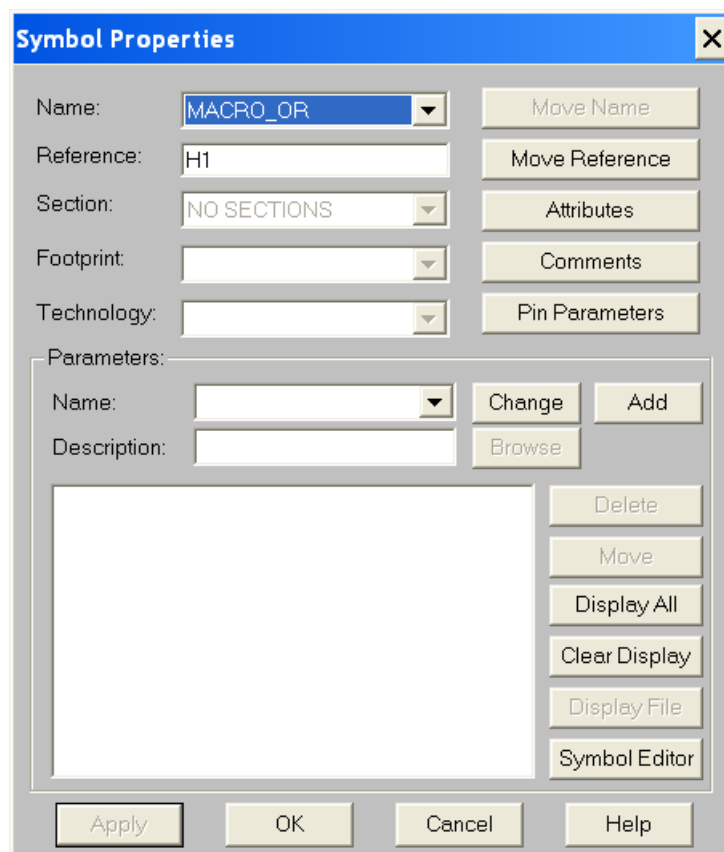 Symbol Properties
Name: MACRO_OR Move Name
Reference: H1 Move Reference
Section: NO SECTIONS Attributes
Footprint: Comments
Technology: Pin Parameters
Parameters:
Name: Change Add
Description: Browse
Delete
Move
Display All
Clear Display
Display File
Symbol Editor
Apply OK Cancel Help